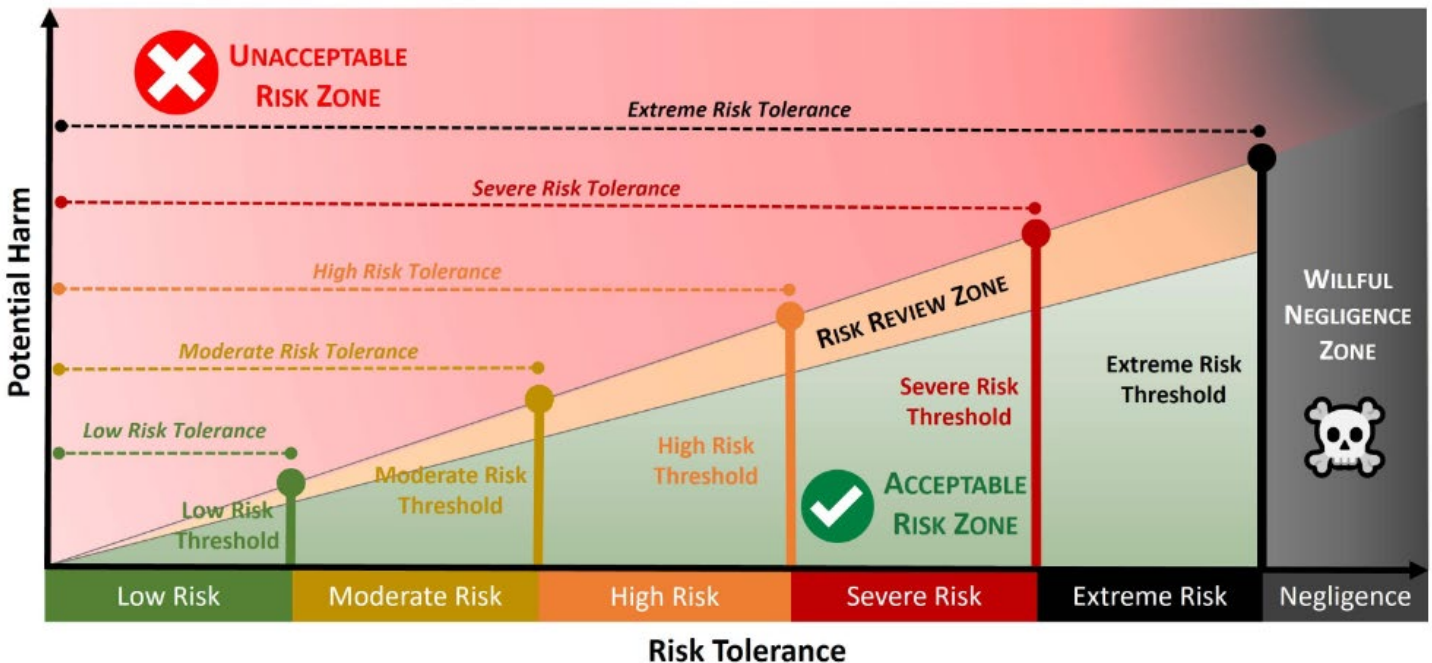 UNACCEPTABLE
RISK ZONE
Extreme Risk Tolerance
Severe Risk Tolerance
High Risk Tolerance
Moderate Risk Tolerance
Low Risk Tolerance
Potential Harm
RISK REVIEW ZONE
WILLFUL
NEGLIGENCE
ZONE
Low Risk
Threshold
Moderate Risk
Threshold
High Risk
Threshold
Severe Risk
Threshold
Extreme Risk
Threshold
ACCEPTABLE
RISK ZONE
Low Risk
Moderate Risk
High Risk
Severe Risk
Extreme Risk
Negligence
Risk Tolerance